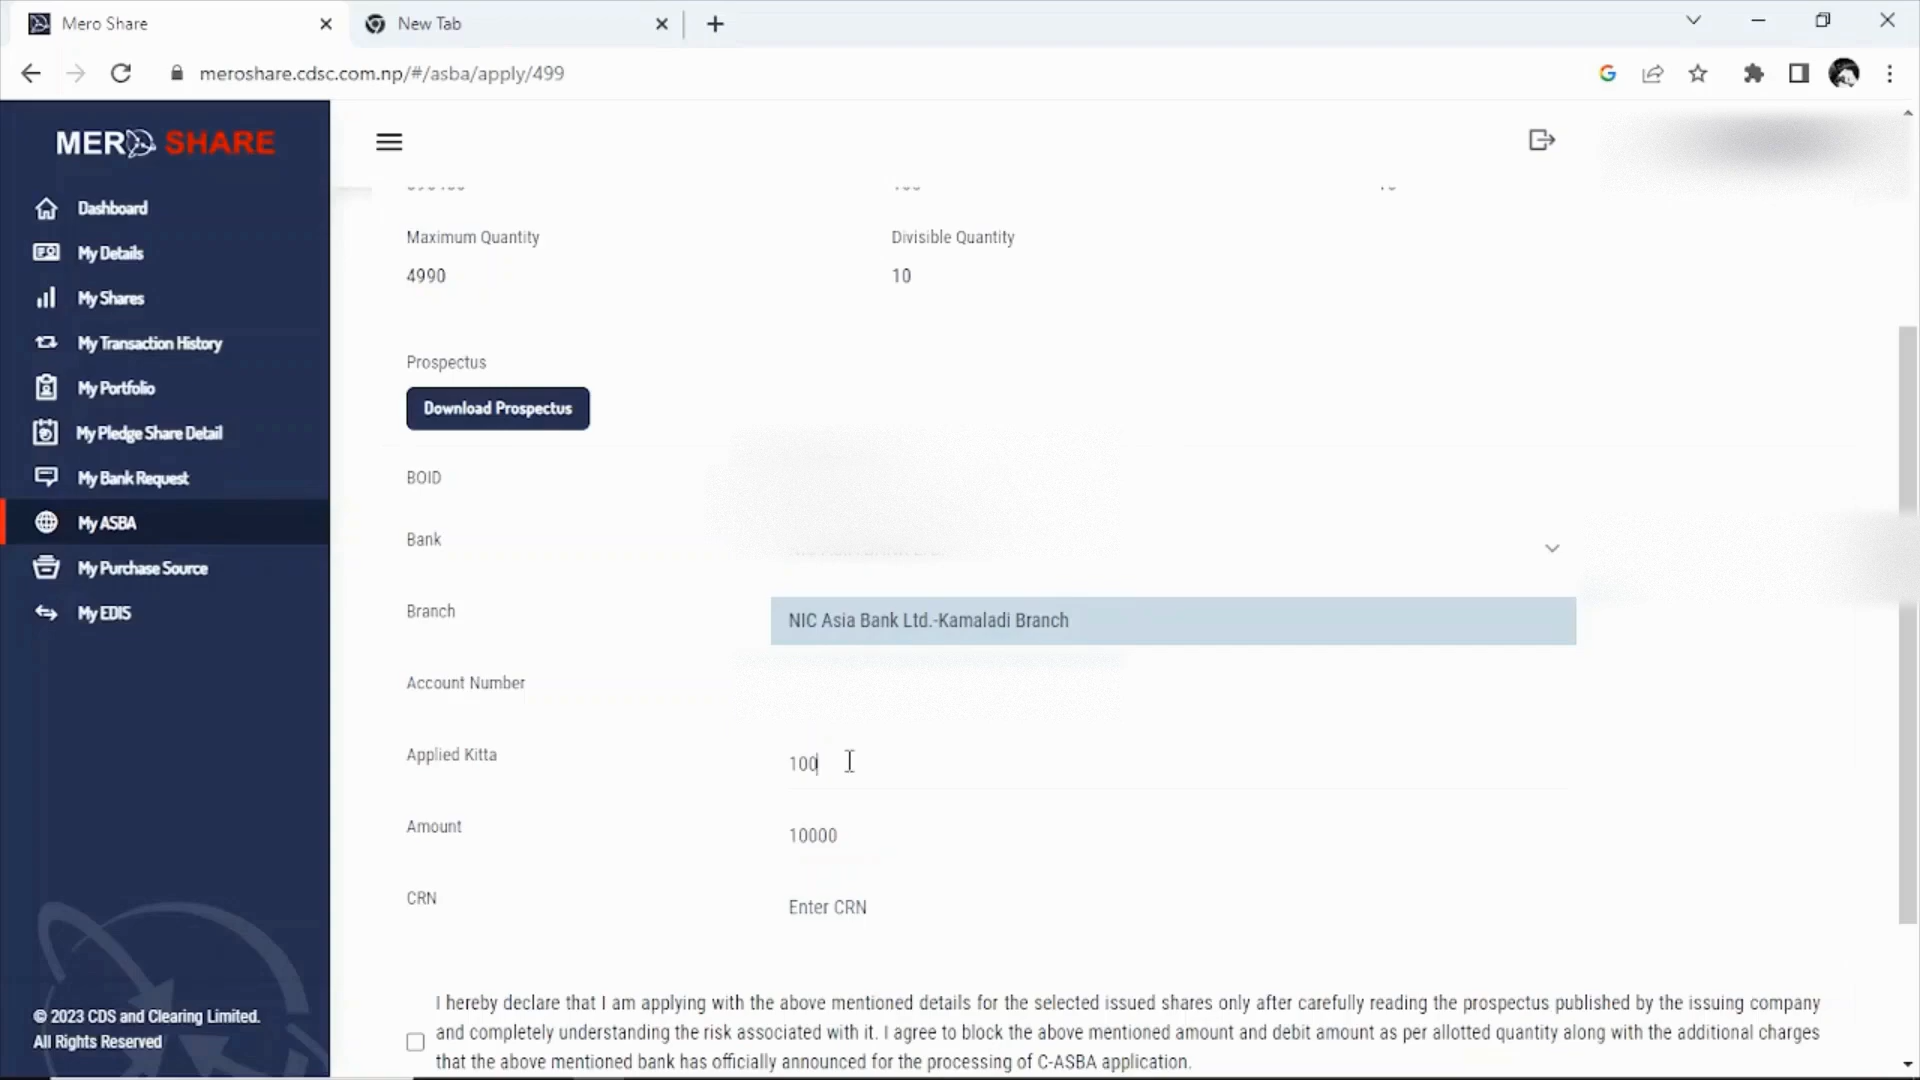 Mero Share
New Tab
meroshare.cdsc.com.np/#/asba/apply/499
MERO SHARE
Dashboard
My Details
My Shares
My Transaction History
My Portfolio
My Pledge Share Detail
My Bank Request
My ASBA
My Purchase Source
My EDIS
© 2023 CDS and Clearing Limited.
All Rights Reserved
Maximum Quantity
Divisible Quantity
4990
10
Prospectus
Download Prospectus
BOID
Bank
Branch
NIC Asia Bank Ltd.-Kamaladi Branch
Account Number
Applied Kitta
100
Amount
10000
CRN
Enter CRN
I hereby declare that I am applying with the above mentioned details for the selected issued shares only after carefully reading the prospectus published by the issuing company
and completely understanding the risk associated with it. I agree to block the above mentioned amount and debit amount as per allotted quantity along with the additional charges
that the above mentioned bank has officially announced for the processing of C-ASBA application.